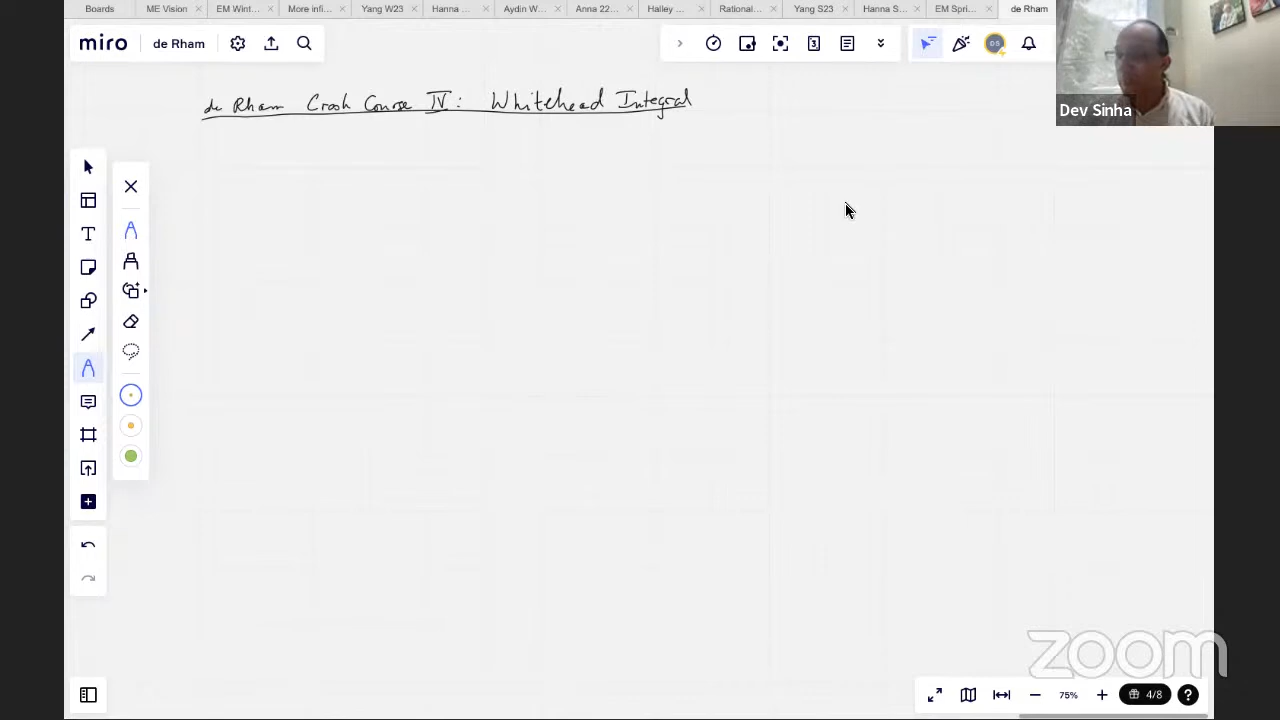 Boards
ME Vision
EM Wint...
More infi...
Yang W23
Hanna ...
Aydin W...
Anna 22...
Halley ...
Rational...
Yang S23
Hanna S...
EM Spri...
de Rham
miro
de Rham
3
DS
Dev Sinha
de Rham Crash Course IV: Whitehead Integral
T
zoom
75%
4/8
?